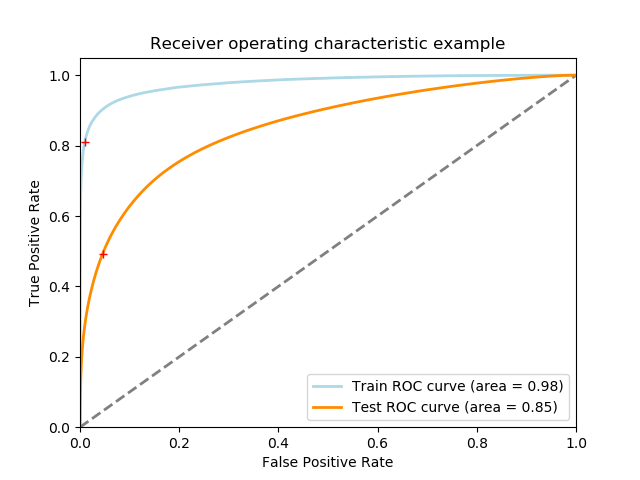 Receiver operating characteristic example
1.0
0.8
0.6
0.4
0.2
0.0
True Positive Rate
Train ROC curve (area = 0.98)
Test ROC curve (area = 0.85)
0.0 0.2 0.4 0.6 0.8 1.0
False Positive Rate